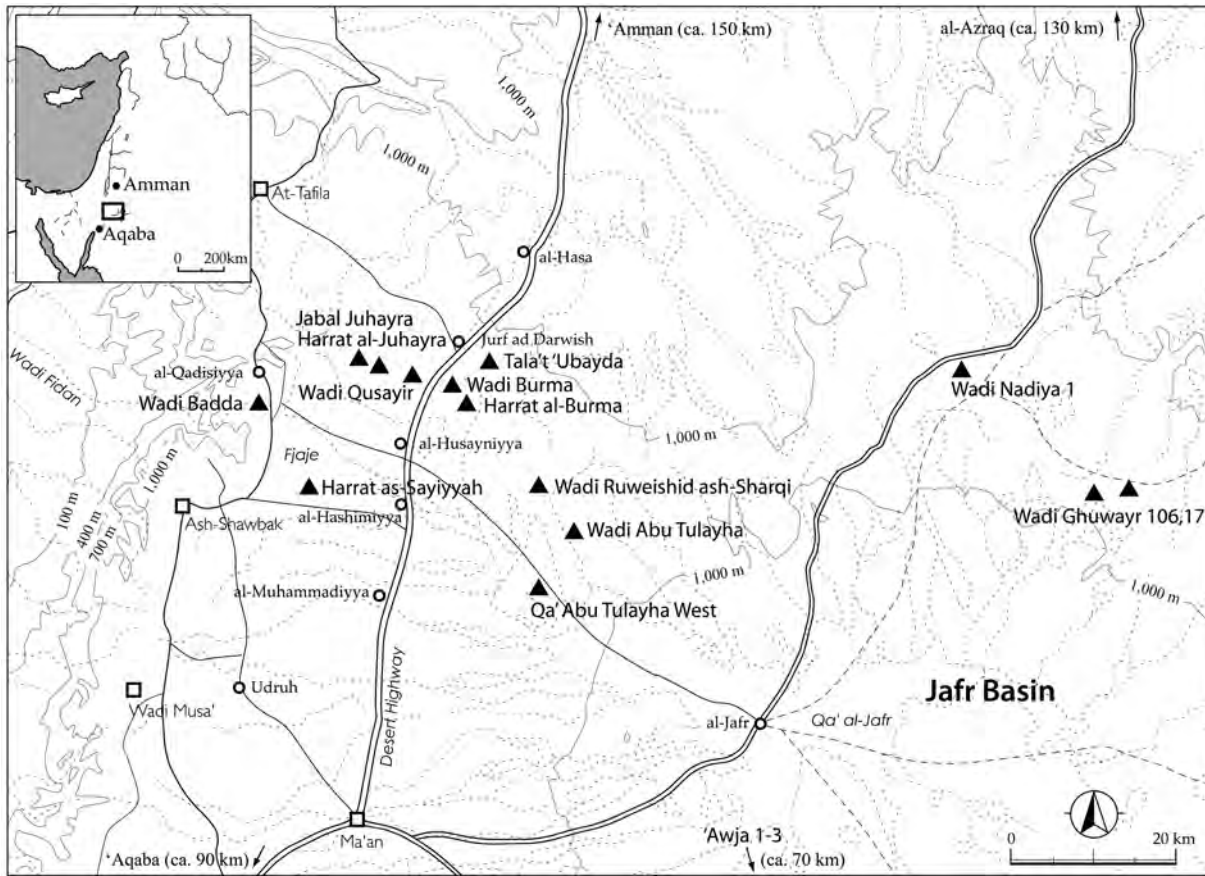 'Amman (ca. 150 km)
al-Azraq (ca. 130 km)
1,000 m
1,000 m
Amman
Aqaba
0 200km
At-Tafila
al-Hasa
Jabal Juhayra
Harrat al-Juhayra
Jurf ad Darwish
Tala't 'Ubayda
Wadi Fidan
al-Qadisiyya
Wadi Qusayir
Wadi Burma
Wadi Nadiya 1
Wadi Badda
Harrat al-Burma
1,000 m
al-Husayniyya
Fjaje
1,000 m
Harrat as-Sayiyyah
Wadi Ruweishid ash-Sharqi
100 m
400 m
700 m
Ash-Shawbak
al-Hashimiyya
Wadi Ghuwayr 106,17
Wadi Abu Tulayha
1,000 m
1,000 m
al-Muhammadiyya
Qa' Abu Tulayha West
Udruh
Wadi Musa'
Jafr Basin
Desert Highway
al-Jafr
Qa' al-Jafr
Ma'an
'Aqaba (ca. 90 km)
'Awja 1-3
(ca. 70 km)
0 20 km